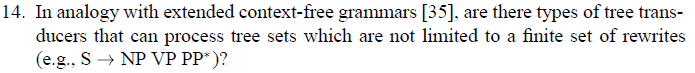 14. In analogy with extended context-free grammars [35], are there types of tree trans-
ducers that can process tree sets which are not limited to a finite set of rewrites
(e.g., S → NP VP PP*)?